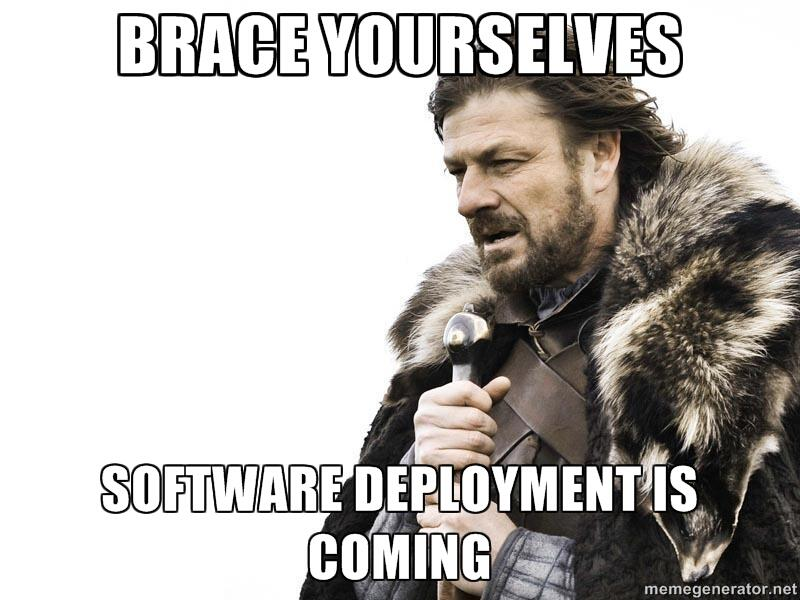 BRACE YOURSELVES
SOFTWARE DEPLOYMENT IS
COMING
memegenerator.net